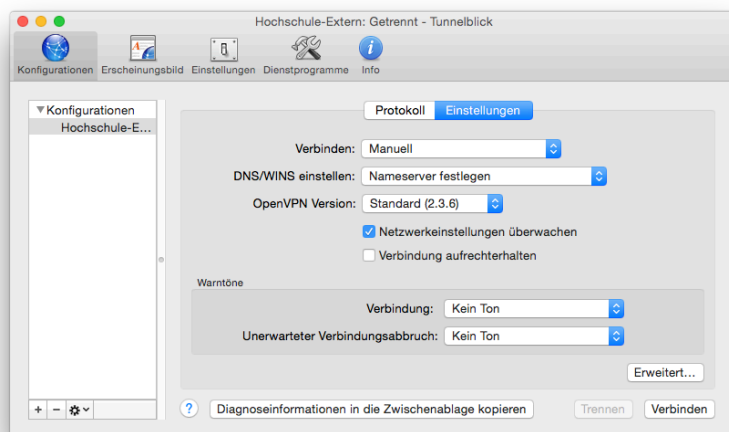 Hochschule-Extern: Getrennt - Tunnelblick
Konfigurationen Erscheinungsbild Einstellungen Dienstprogramme Info
Konfigurationen
Hochschule-E...
Protokoll Einstellungen
Verbinden: Manuell
DNS/WINS einstellen: Nameserver festlegen
OpenVPN Version: Standard (2.3.6)
Netzwerkeinstellungen überwachen
Verbindung aufrechterhalten
Warntöne
Verbindung: Kein Ton
Unerwarteter Verbindungsabbruch: Kein Ton
Erweitert...
? Diagnoseinformationen in die Zwischenablage kopieren Trennen Verbinden